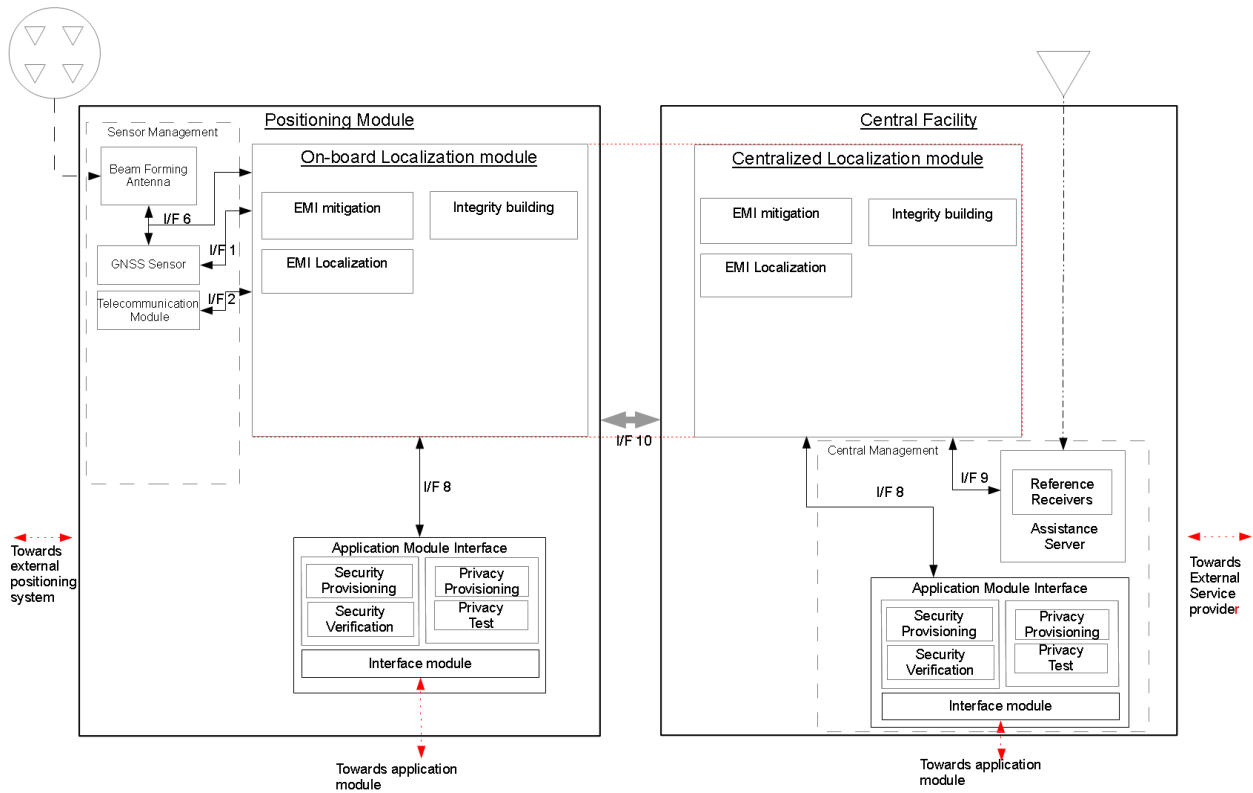 Positioning Module
Sensor Management
Beam Forming
Antenna
I/F 6
GNSS Sensor
I/F 1
Telecommunication
Module
I/F 2
On-board Localization module
EMI mitigation
Integrity building
EMI Localization
I/F 8
Application Module Interface
Security
Provisioning
Privacy
Provisioning
Security
Verification
Privacy
Test
Interface module
Towards
external
positioning
system
Towards application
module
I/F 10
Central Facility
Centralized Localization module
EMI mitigation
Integrity building
EMI Localization
Central Management
I/F 8
I/F 9
Reference
Receivers
Assistance
Server
Application Module Interface
Security
Provisioning
Privacy
Provisioning
Security
Verification
Privacy
Test
Interface module
Towards application
module
Towards
External
Service
provider